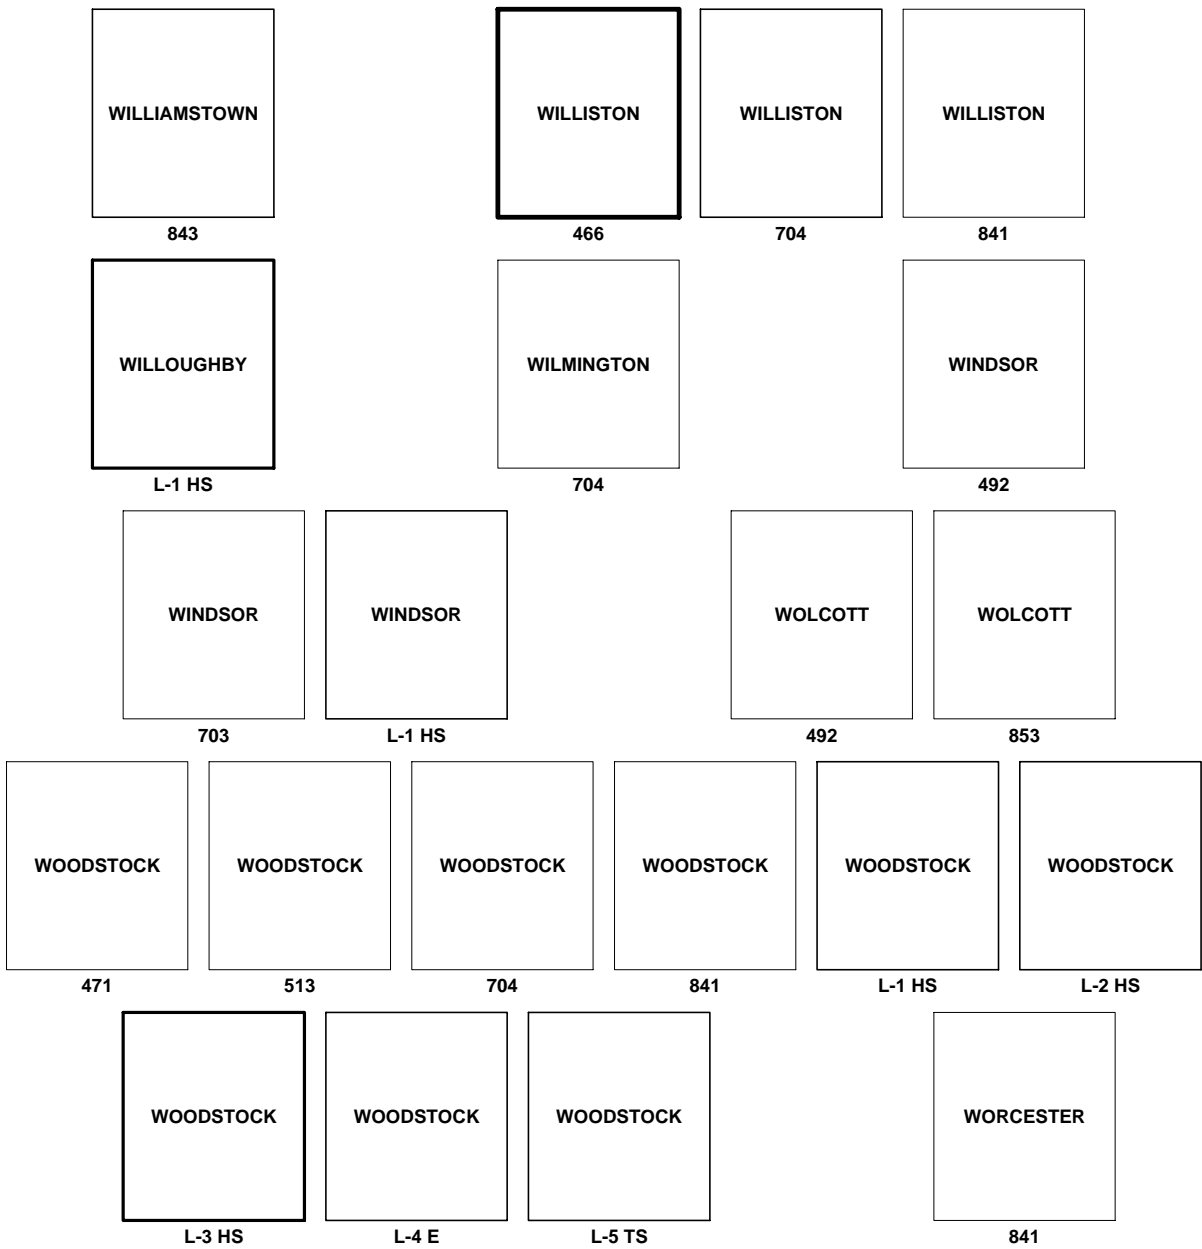 WILLIAMSTOWN WILLISTON WILLISTON WILLISTON
843 466 704 841
WILLOUGHBY WILMINGTON WINDSOR
L-1 HS 704 492
WINDSOR WINDSOR WOLCOTT WOLCOTT
703 L-1 HS 492 853
WOODSTOCK WOODSTOCK WOODSTOCK WOODSTOCK WOODSTOCK WOODSTOCK
471 513 704 841 L-1 HS L-2 HS
WOODSTOCK WOODSTOCK WOODSTOCK WORCESTER
L-3 HS L-4 E L-5 TS 841